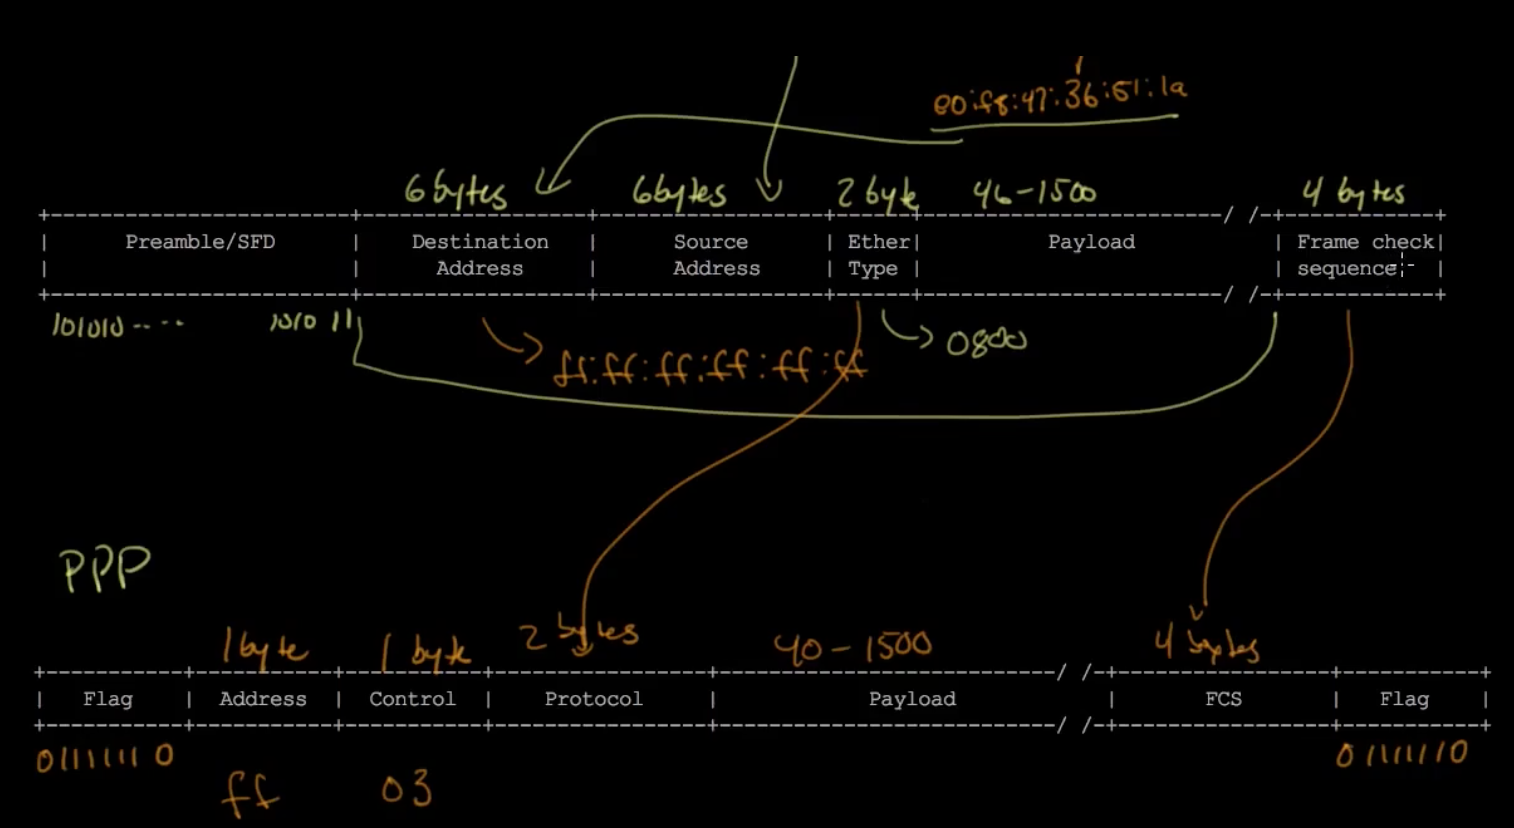 e0:f8:47:36:51:1a
6 bytes 6 bytes 2 byte 46-1500 4 bytes
Preamble/SFD Destination Source Ether Payload Frame check
Address Address Type sequence
101010.... 1010 11 0800
ff:ff:ff:ff:ff:ff
PPP
1 byte 1 byte 2 bytes 40-1500 4 bytes
Flag Address Control Protocol Payload FCS Flag
01111110 01111110
ff 03